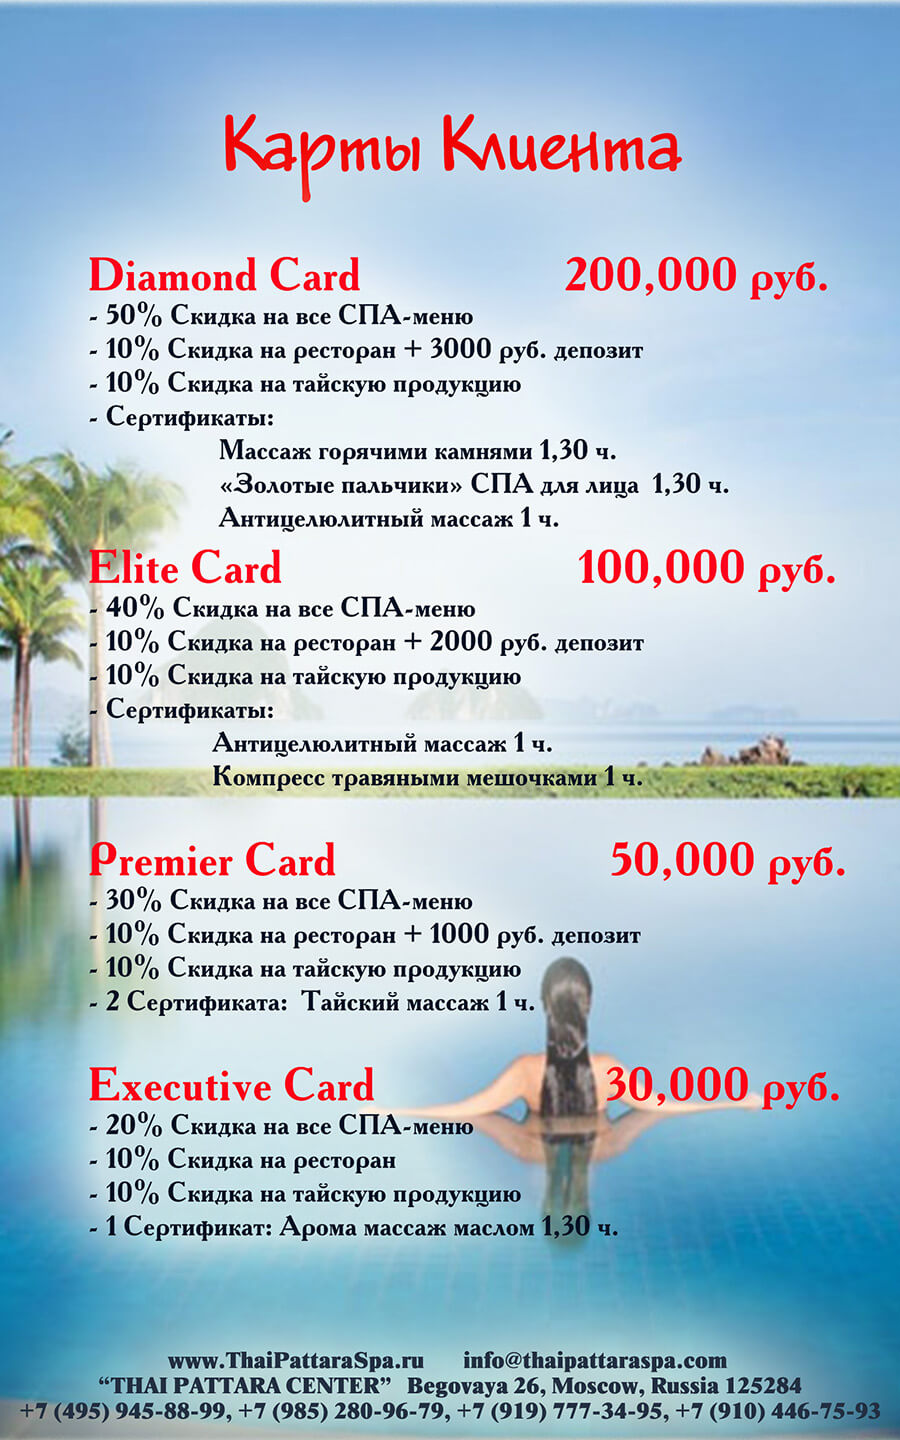 Карты Клиента
Diamond Card 200,000 руб.
- 50% Скидка на все СПА-меню
- 10% Скидка на ресторан + 3000 руб. депозит
- 10% Скидка на тайскую продукцию
- Сертификаты:
Массаж горячими камнями 1,30 ч.
«Золотые пальчики» СПА для лица 1,30 ч.
Антицелюлитный массаж 1 ч.
Elite Card 100,000 руб.
- 40% Скидка на все СПА-меню
- 10% Скидка на ресторан + 2000 руб. депозит
- 10% Скидка на тайскую продукцию
- Сертификаты:
Антицелюлитный массаж 1 ч.
Компресс травяными мешочками 1 ч.
Premier Card 50,000 руб.
- 30% Скидка на все СПА-меню
- 10% Скидка на ресторан + 1000 руб. депозит
- 10% Скидка на тайскую продукцию
- 2 Сертификата: Тайский массаж 1 ч.
Executive Card 30,000 руб.
- 20% Скидка на все СПА-меню
- 10% Скидка на ресторан
- 10% Скидка на тайскую продукцию
- 1 Сертификат: Арома массаж маслом 1,30 ч.
www.ThaiPattaraSpa.ru info@thaipattaraspa.com
“THAI PATTARA CENTER” Begovaya 26, Moscow, Russia 125284
+7 (495) 945-88-99, +7 (985) 280-96-79, +7 (919) 777-34-95, +7 (910) 446-75-93